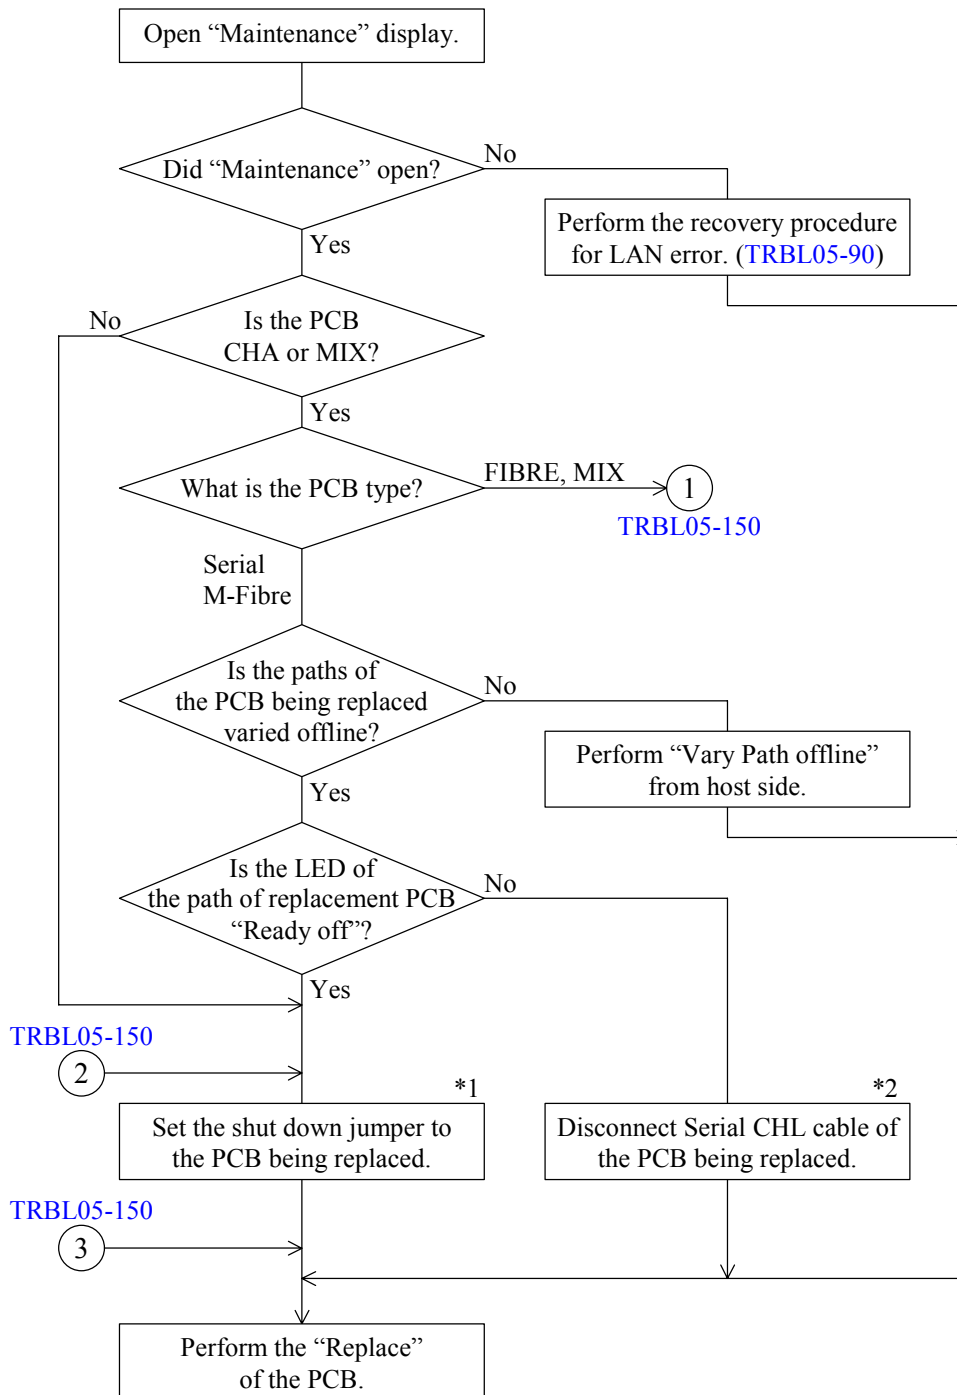 Open “Maintenance” display.
Did “Maintenance” open?
No
Perform the recovery procedure
for LAN error. (TRBL05-90)
Yes
No
Is the PCB
CHA or MIX?
Yes
What is the PCB type?
FIBRE, MIX
1
TRBL05-150
Serial
M-Fibre
Is the paths of
the PCB being replaced
varied offline?
No
Perform “Vary Path offline”
from host side.
Yes
Is the LED of
the path of replacement PCB
“Ready off”?
No
Yes
TRBL05-150
2
*1
Set the shut down jumper to
the PCB being replaced.
*2
Disconnect Serial CHL cable of
the PCB being replaced.
TRBL05-150
3
Perform the “Replace”
of the PCB.